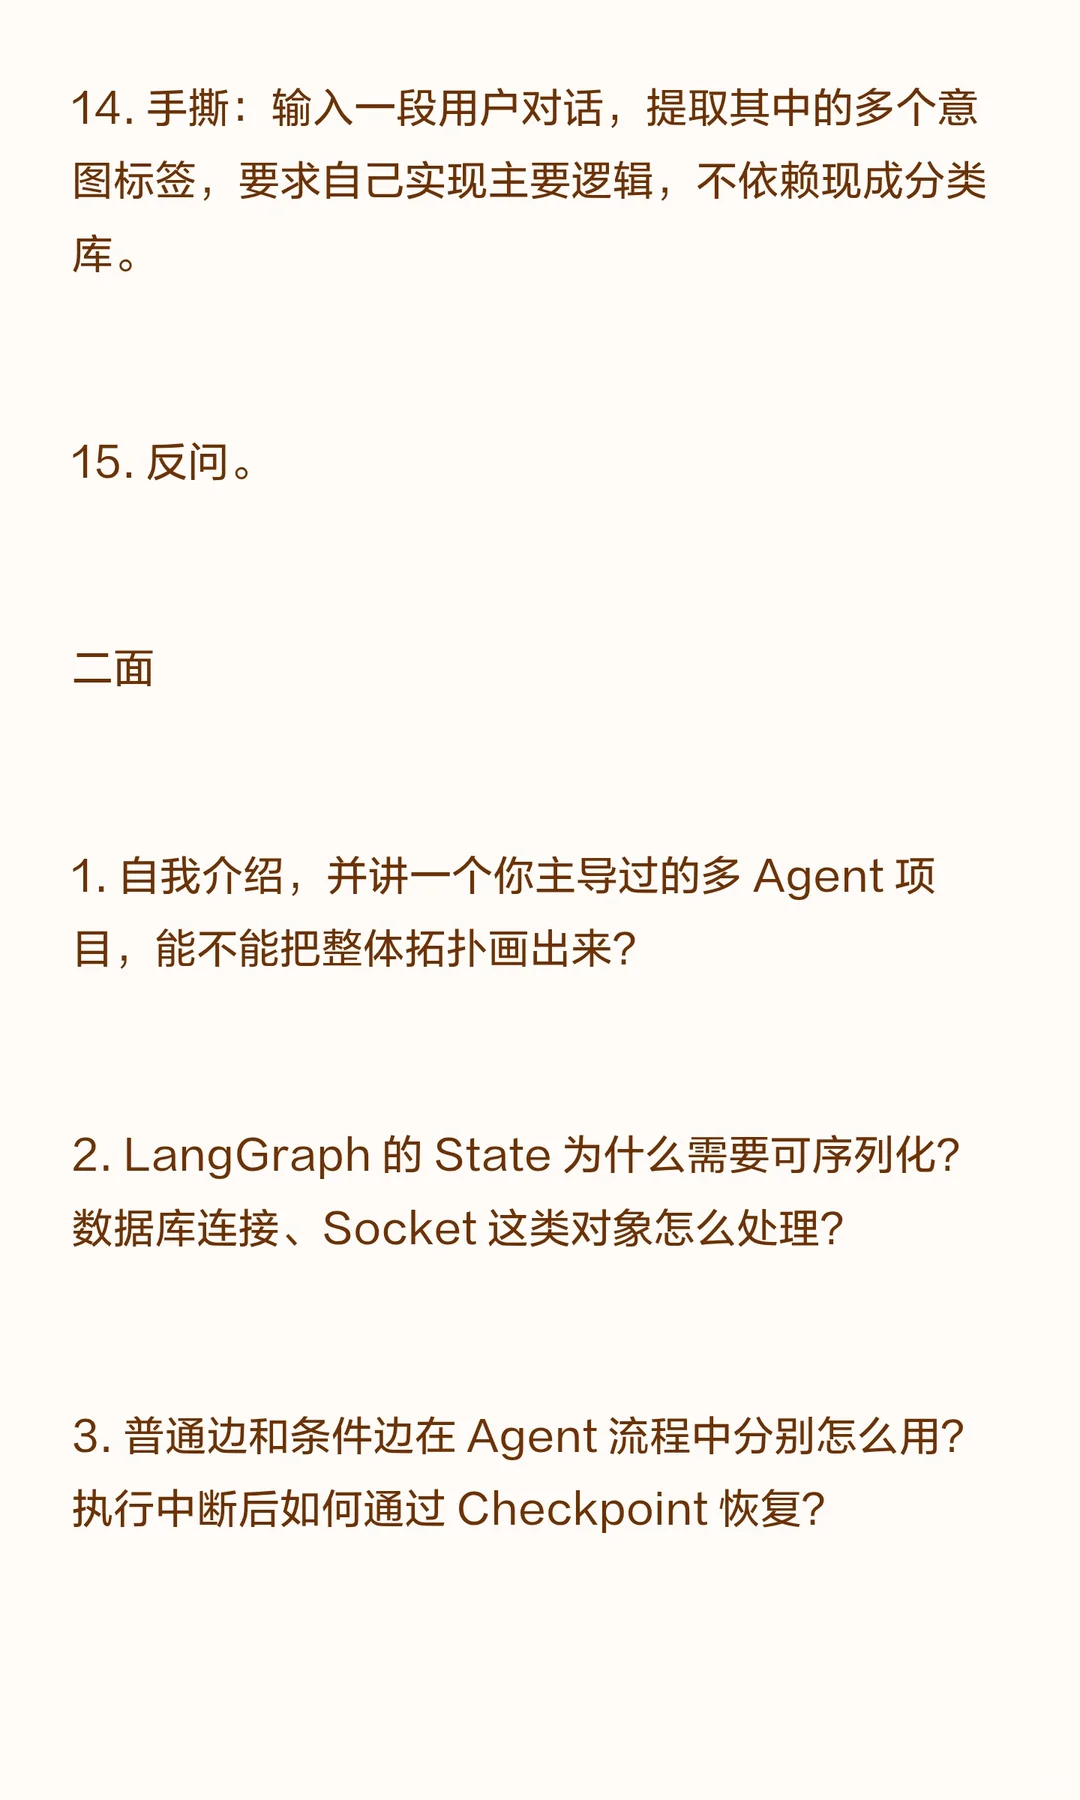 14. 手撕：输入一段用户对话，提取其中的多个意
图标签，要求自己实现主要逻辑，不依赖现成分类
库。
15. 反问。
二面
1. 自我介绍，并讲一个你主导过的多 Agent 项
目，能不能把整体拓扑画出来？
2. LangGraph 的 State 为什么需要可序列化？
数据库连接、Socket 这类对象怎么处理？
3. 普通边和条件边在 Agent 流程中分别怎么用？
执行中断后如何通过 Checkpoint 恢复？